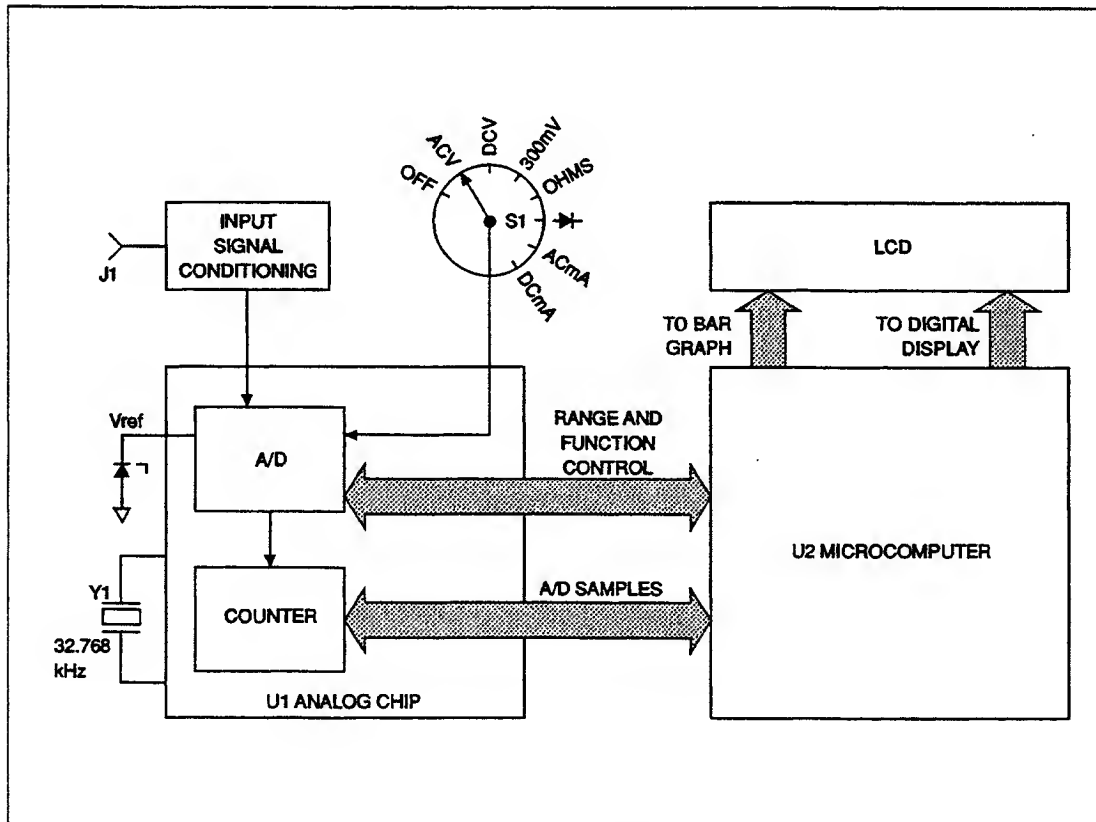 OFF
ACV
DCV
300mV
OHMS
S1
ACmA
DCmA
INPUT
SIGNAL
CONDITIONING
J1
LCD
TO BAR
GRAPH
TO DIGITAL
DISPLAY
Vref
A/D
RANGE AND
FUNCTION
CONTROL
U2 MICROCOMPUTER
Y1
32.768
kHz
COUNTER
A/D SAMPLES
U1 ANALOG CHIP